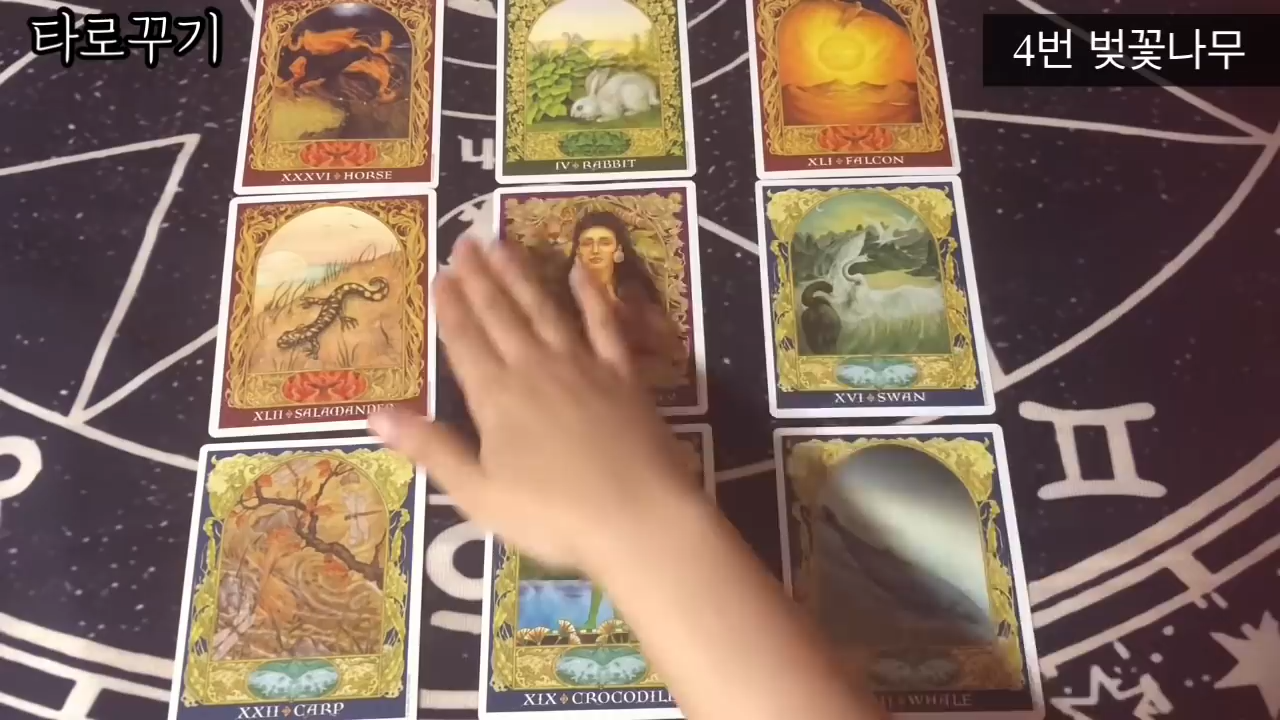 타로꾸기
4번 벚꽃나무
XXXVI HORSE
IV RABBIT
XLI FALCON
XLII SALAMANDER
XVI SWAN
XXII CARP
XIX CROCODILE
WHALE